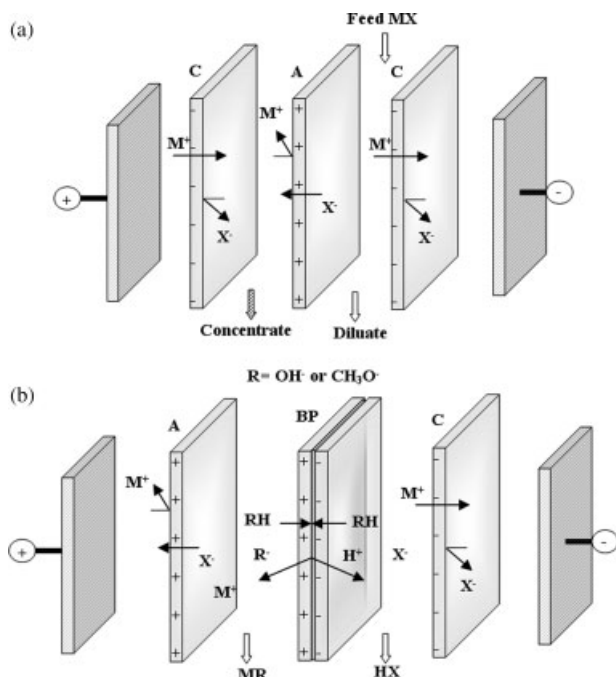 (a)
Feed MX
C A C
M⁺
M⁺ M⁺
+ -
X⁻ X⁻ X⁻
Concentrate Diluate
R= OH⁻ or CH₃O⁻
(b)
A BP C
M⁺ M⁺
RH RH
+ X⁻ R⁻ H⁺ X⁻ -
M⁺ X⁻
MR HX